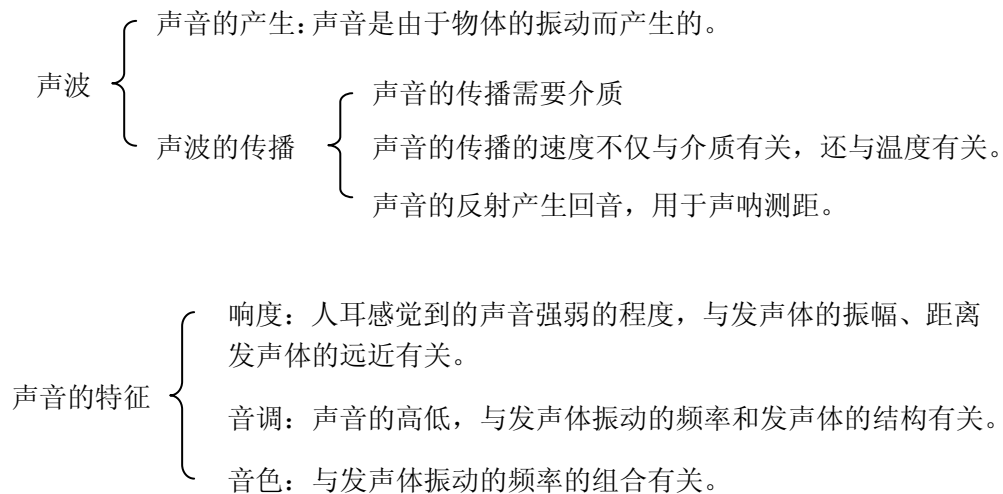 声音的产生：声音是由于物体的振动而产生的。
声波
声音的传播需要介质
声波的传播
声音的传播的速度不仅与介质有关，还与温度有关。
声音的反射产生回音，用于声呐测距。
响度：人耳感觉到的声音强弱的程度，与发声体的振幅、距离
发声体的远近有关。
声音的特征
音调：声音的高低，与发声体振动的频率和发声体的结构有关。
音色：与发声体振动的频率的组合有关。